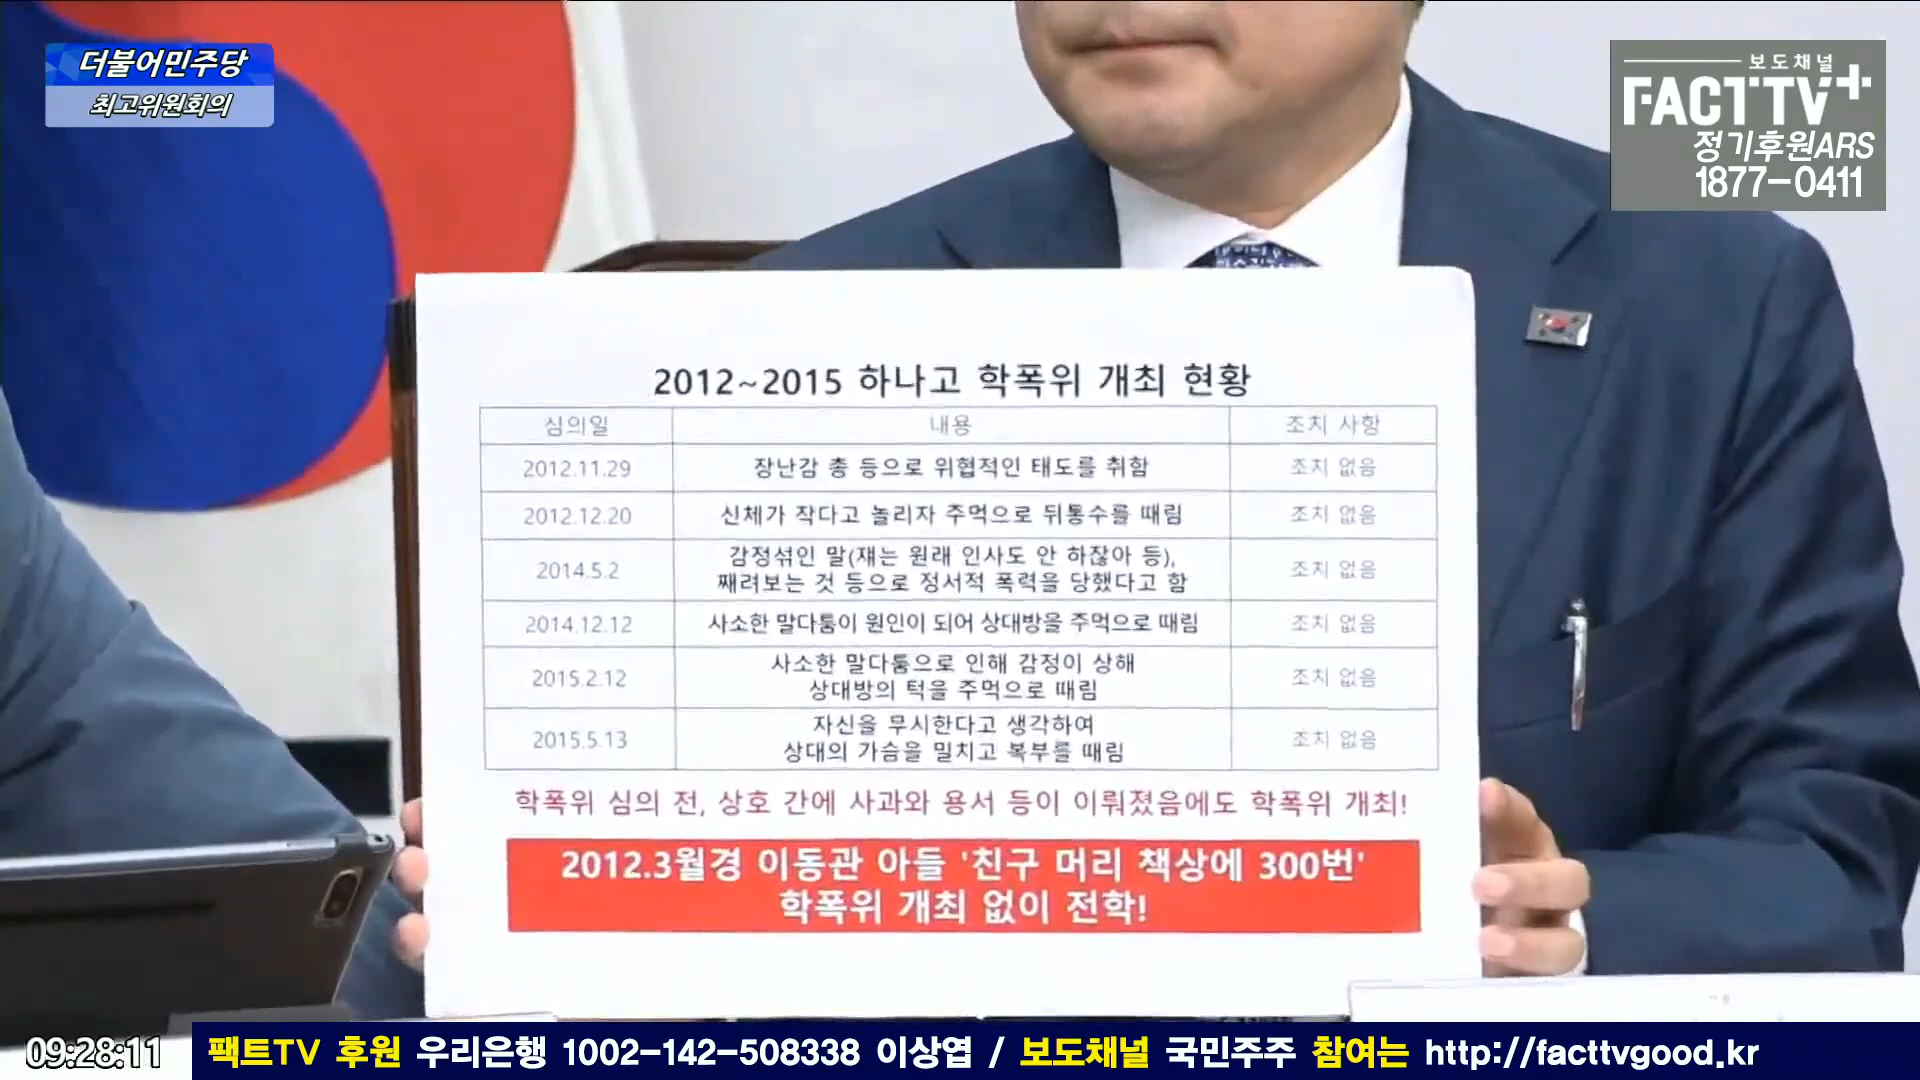 더불어민주당
최고위원회의
보도채널
FACTTV+
정기후원ARS
1877-0411
2012~2015 하나고 학폭위 개최 현황
심의일 내용 조치 사항
2012.11.29 장난감 총 등으로 위협적인 태도를 취함 조치 없음
2012.12.20 신체가 작다고 놀리자 주먹으로 뒤통수를 때림 조치 없음
감정섞인 말(쟤는 원래 인사도 안 하잖아 등),
2014.5.2 째려보는 것 등으로 정서적 폭력을 당했다고 함 조치 없음
2014.12.12 사소한 말다툼이 원인이 되어 상대방을 주먹으로 때림 조치 없음
사소한 말다툼으로 인해 감정이 상해
2015.2.12 상대방의 턱을 주먹으로 때림 조치 없음
자신을 무시한다고 생각하여
2015.5.13 상대의 가슴을 밀치고 복부를 때림 조치 없음
학폭위 심의 전, 상호 간에 사과와 용서 등이 이뤄졌음에도 학폭위 개최!
2012.3월경 이동관 아들 '친구 머리 책상에 300번'
학폭위 개최 없이 전학!
09:28:11
팩트TV 후원 우리은행 1002-142-508338 이상엽 / 보도채널 국민주주 참여는 http://facttvgood.kr